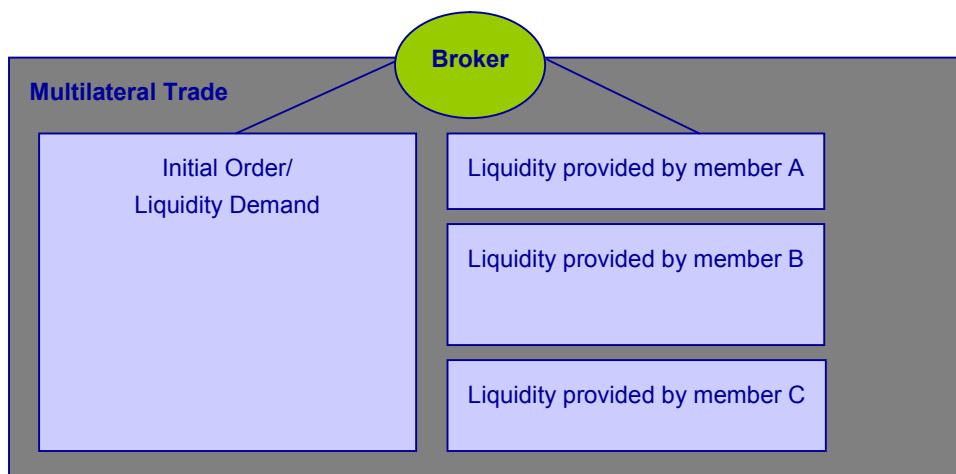 Broker
Multilateral Trade
Initial Order/
Liquidity Demand
Liquidity provided by member A
Liquidity provided by member B
Liquidity provided by member C